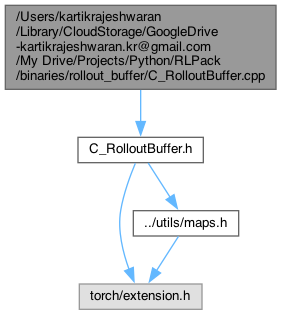 /Users/kartikrajeshwaran
/Library/CloudStorage/GoogleDrive
-kartikrajeshwaran.kr@gmail.com
/My Drive/Projects/Python/RLPack
/binaries/rollout_buffer/C_RolloutBuffer.cpp
C_RolloutBuffer.h
../utils/maps.h
torch/extension.h